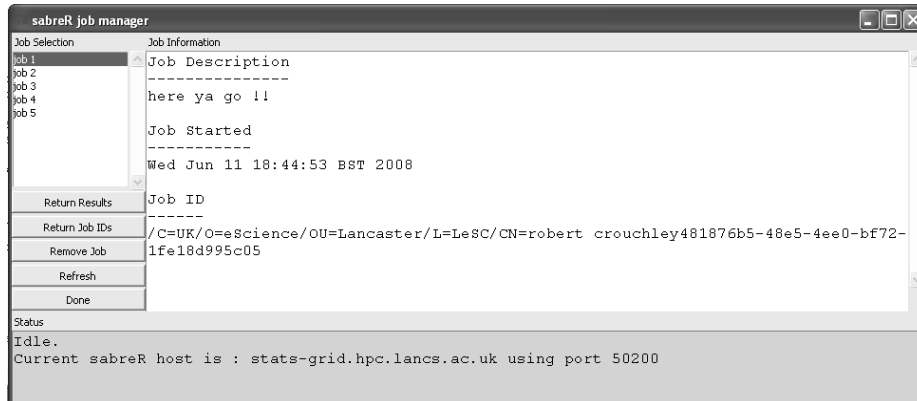 sabreR job manager
Job Selection
Job Information
job 1
job 2
job 3
job 4
job 5
Job Description
---------------
here ya go !!
Job Started
-----------
Wed Jun 11 18:44:53 BST 2008
Job ID
------
/C=UK/O=eScience/OU=Lancaster/L=LeSC/CN=robert crouchley481876b5-48e5-4ee0-bf72-
1fe18d995c05
Return Results
Return Job IDs
Remove Job
Refresh
Done
Status
Idle.
Current sabreR host is : stats-grid.hpc.lancs.ac.uk using port 50200